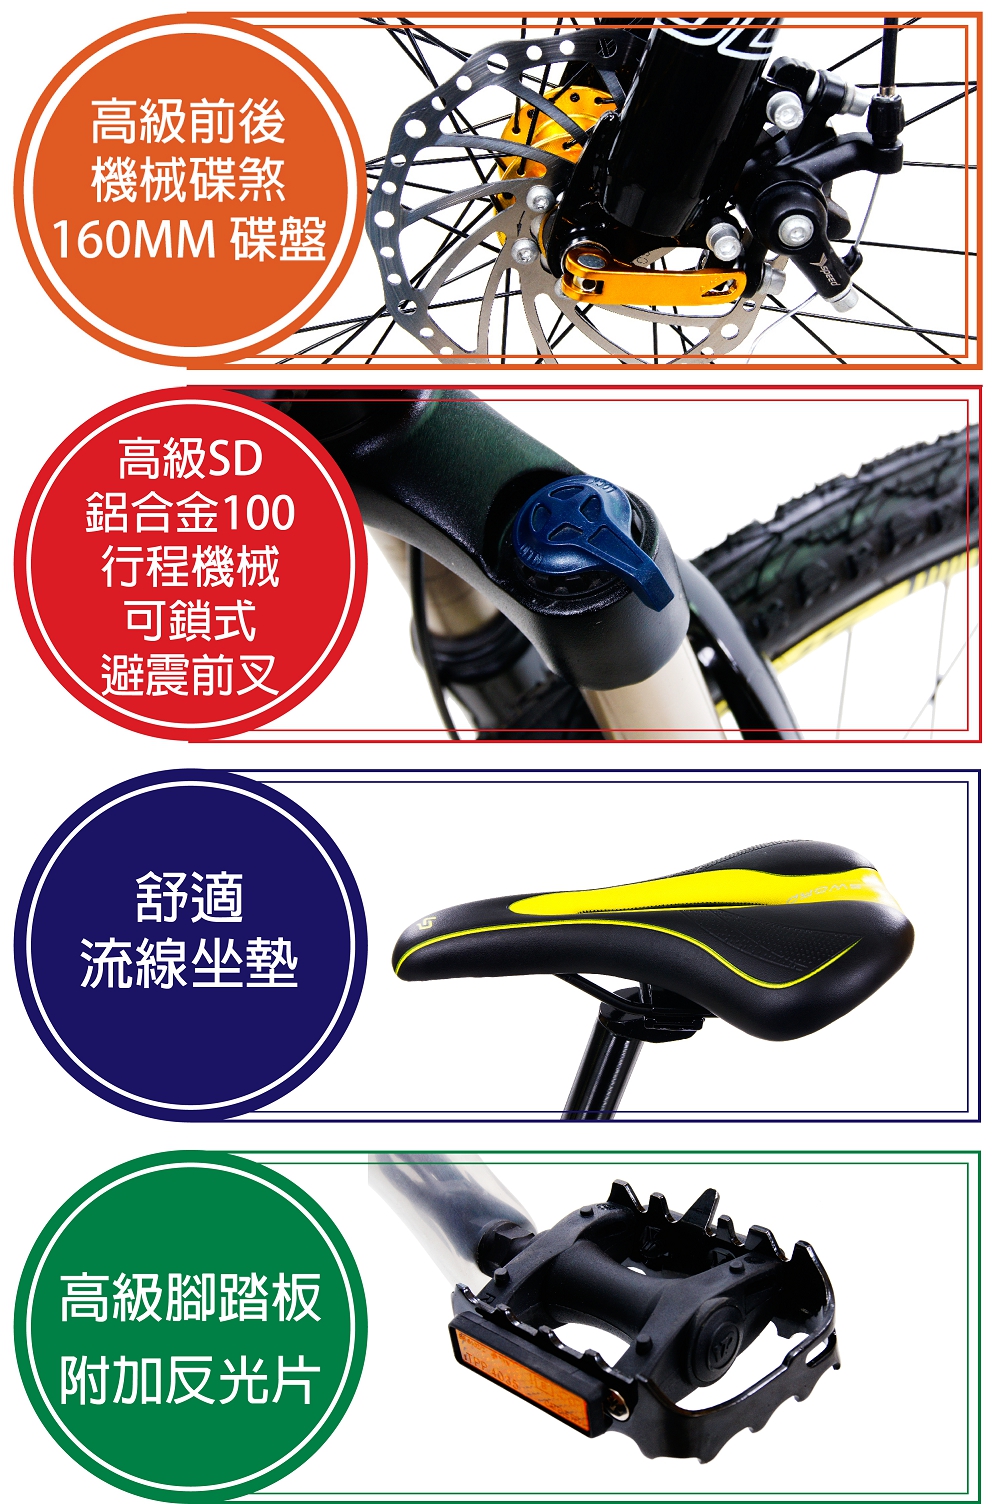 高級前後
機械碟煞
160MM 碟盤
speed
高級SD
鋁合金100
行程機械
可鎖式
避震前叉
舒適
流線坐墊
高級腳踏板
附加反光片